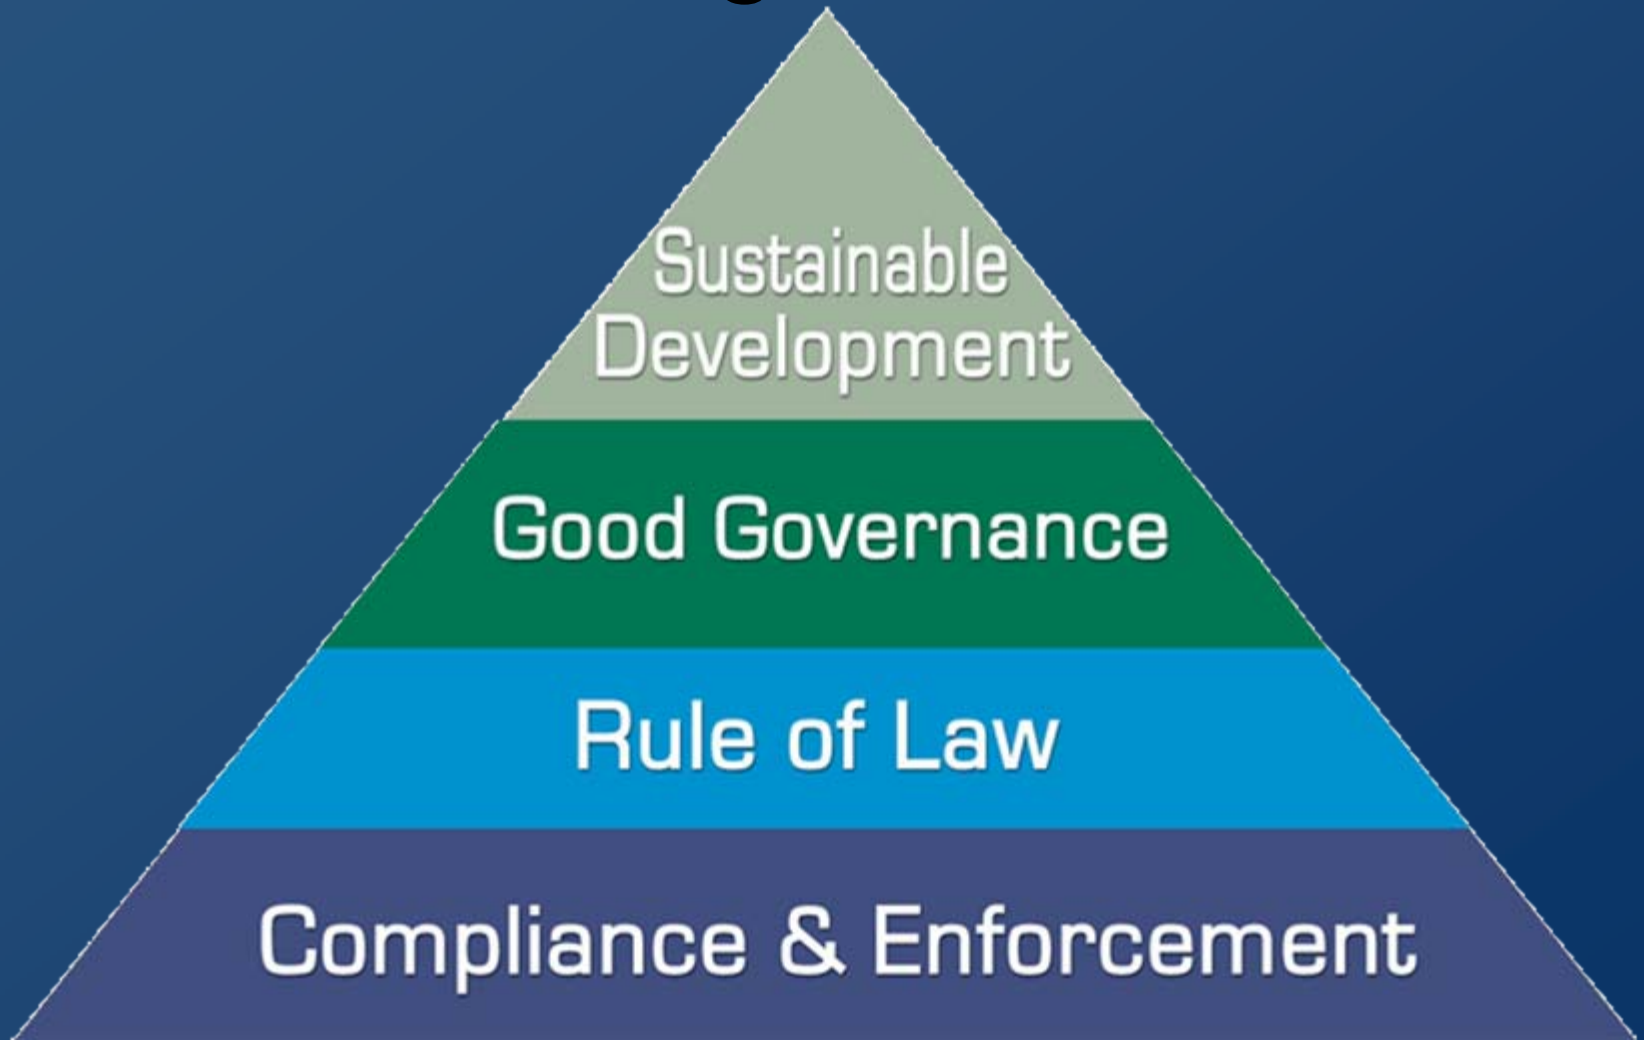 Sustainable
Development
Good Governance
Rule of Law
Compliance & Enforcement